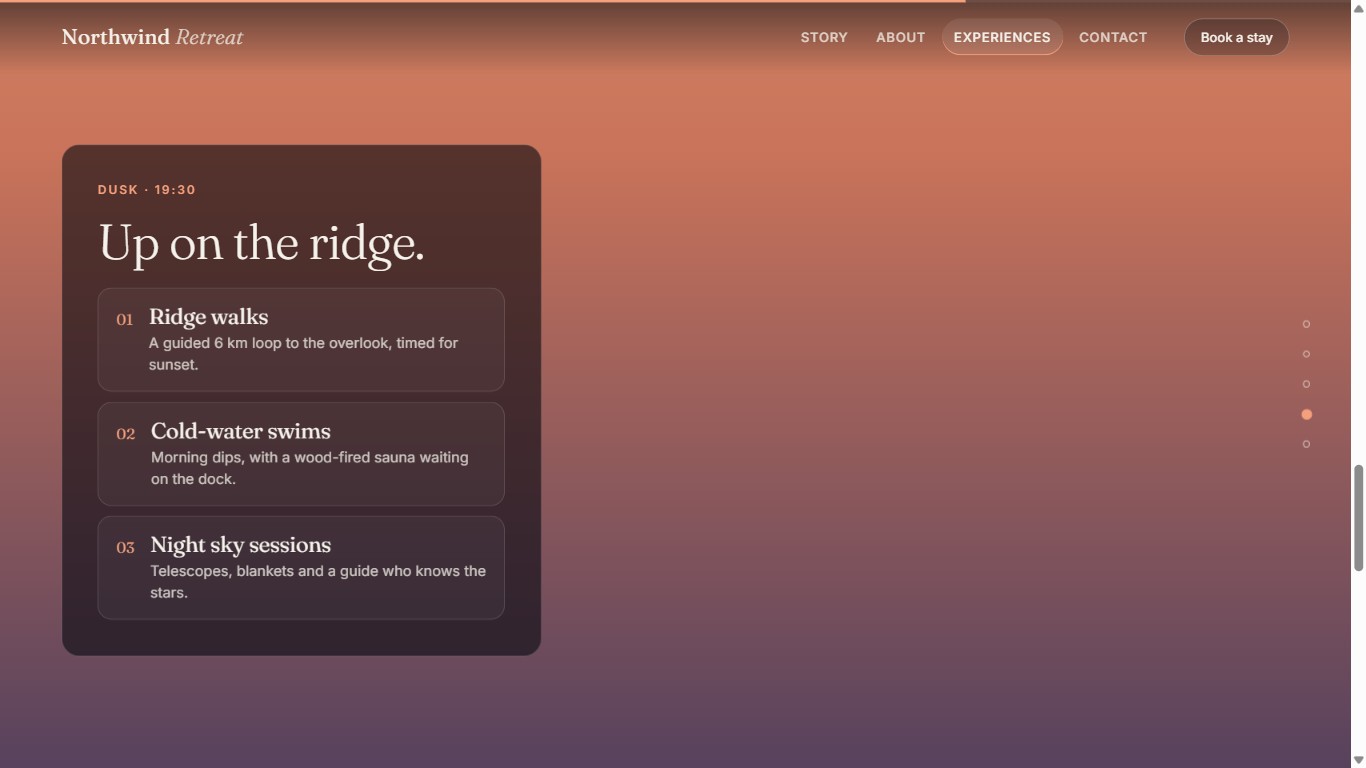 Northwind Retreat
STORY
ABOUT
EXPERIENCES
CONTACT
Book a stay
DUSK · 19:30
Up on the ridge.
01
Ridge walks
A guided 6 km loop to the overlook, timed for
sunset.
02
Cold-water swims
Morning dips, with a wood-fired sauna waiting
on the dock.
03
Night sky sessions
Telescopes, blankets and a guide who knows the
stars.